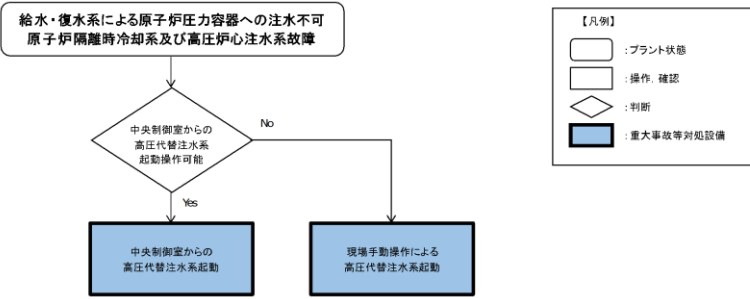 給水・復水系による原子炉圧力容器への注水不可
原子炉隔離時冷却系及び高圧炉心注水系故障
中央制御室からの
高圧代替注水系
起動操作可能
No
Yes
中央制御室からの
高圧代替注水系起動
現場手動操作による
高圧代替注水系起動
【凡例】
：プラント状態
：操作，確認
：判断
：重大事故等対処設備